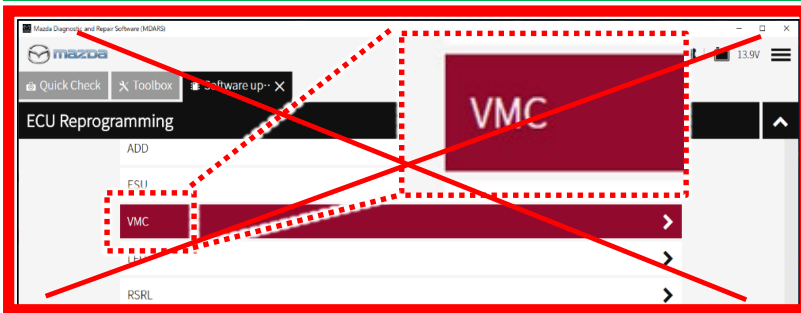 Mazda Diagnostic and Repair Software (MDARS)
mazda
13.9V
Quick Check
Toolbox
Software up··
ECU Reprogramming
VMC
ADD
ESU
VMC
RSRL